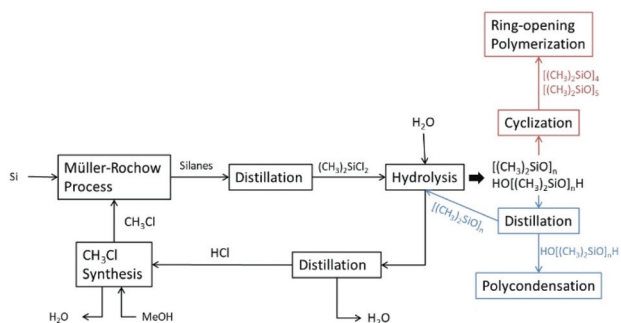 Ring-opening
Polymerization
[(CH₃)₂SiO]₄
[(CH₃)₂SiO]₅
Cyclization
H₂O
Si
Müller-Rochow
Process
Silanes
Distillation
(CH₃)₂SiCl₂
Hydrolysis
[(CH₃)₂SiO]ₙ
HO[(CH₃)₂SiO]ₙH
[(CH₃)₂SiO]ₙ
Distillation
CH₃Cl
HO[(CH₃)₂SiO]ₙH
CH₃Cl
Synthesis
HCl
Distillation
Polycondensation
H₂O
MeOH
H₂O